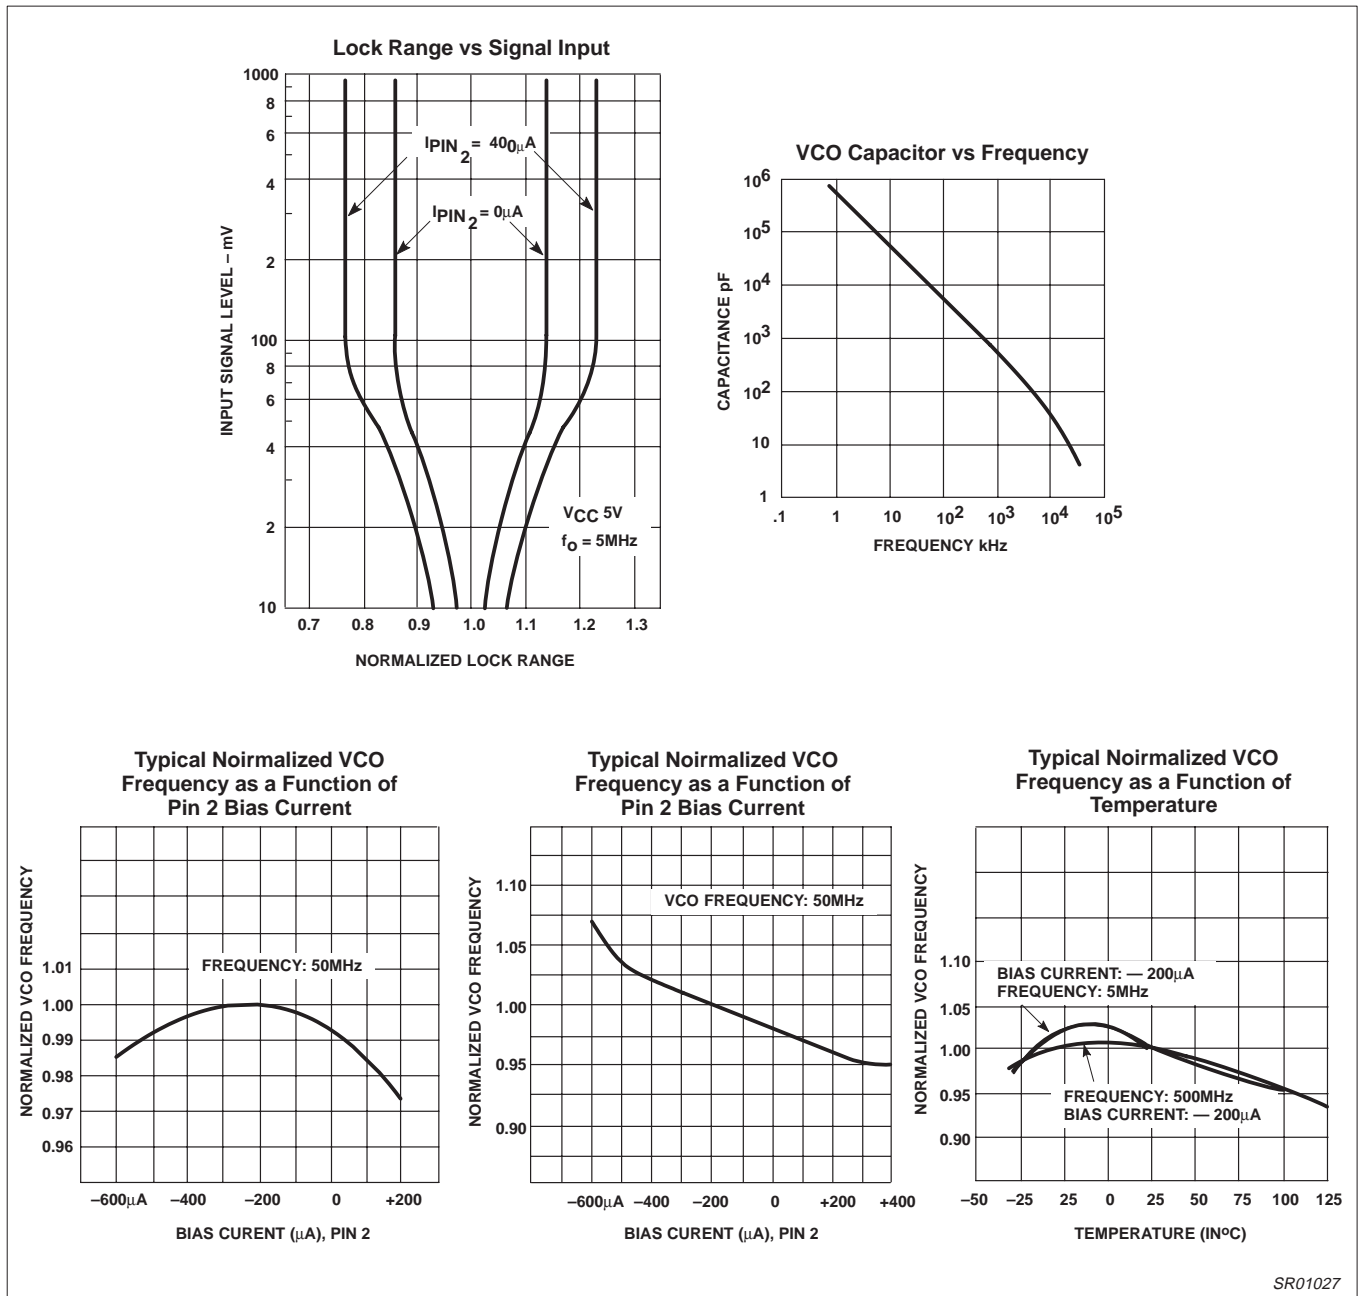 Lock Range vs Signal Input
1000
8
6
4
2
100
8
6
4
2
10
INPUT SIGNAL LEVEL – mV
IPIN2 = 400µA
IPIN2 = 0µA
VCC 5V
fo = 5MHz
0.7 0.8 0.9 1.0 1.1 1.2 1.3
NORMALIZED LOCK RANGE
VCO Capacitor vs Frequency
10^6
10^5
10^4
10^3
10^2
10
1
CAPACITANCE pF
.1 1 10 10^2 10^3 10^4 10^5
FREQUENCY kHz
Typical Noirmalized VCO
Frequency as a Function of
Pin 2 Bias Current
NORMALIZED VCO FREQUENCY
1.01
1.00
0.99
0.98
0.97
0.96
FREQUENCY: 50MHz
–600µA –400 –200 0 +200
BIAS CURENT (µA), PIN 2
Typical Noirmalized VCO
Frequency as a Function of
Pin 2 Bias Current
NORMALIZED VCO FREQUENCY
1.10
1.05
1.00
0.95
0.90
VCO FREQUENCY: 50MHz
–600µA –400 –200 0 +200 +400
BIAS CURENT (µA), PIN 2
Typical Noirmalized VCO
Frequency as a Function of
Temperature
NORMALIZED VCO FREQUENCY
1.10
1.05
1.00
0.95
0.90
BIAS CURRENT: — 200µA
FREQUENCY: 5MHz
FREQUENCY: 500MHz
BIAS CURRENT: — 200µA
–50 –25 25 0 25 50 75 100 125
TEMPERATURE (INºC)
SR01027